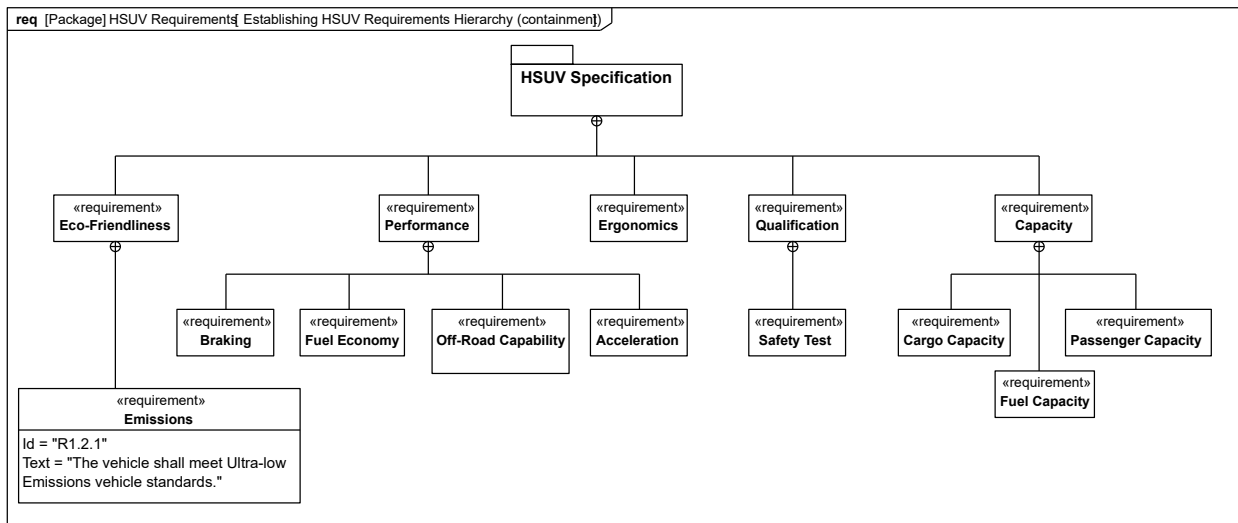 req [Package] HSUV Requirements[ Establishing HSUV Requirements Hierarchy (containment)]
HSUV Specification
«requirement»
Eco-Friendliness
«requirement»
Performance
«requirement»
Ergonomics
«requirement»
Qualification
«requirement»
Capacity
«requirement»
Braking
«requirement»
Fuel Economy
«requirement»
Off-Road Capability
«requirement»
Acceleration
«requirement»
Safety Test
«requirement»
Cargo Capacity
«requirement»
Passenger Capacity
«requirement»
Fuel Capacity
«requirement»
Emissions
Id = "R1.2.1"
Text = "The vehicle shall meet Ultra-low
Emissions vehicle standards."